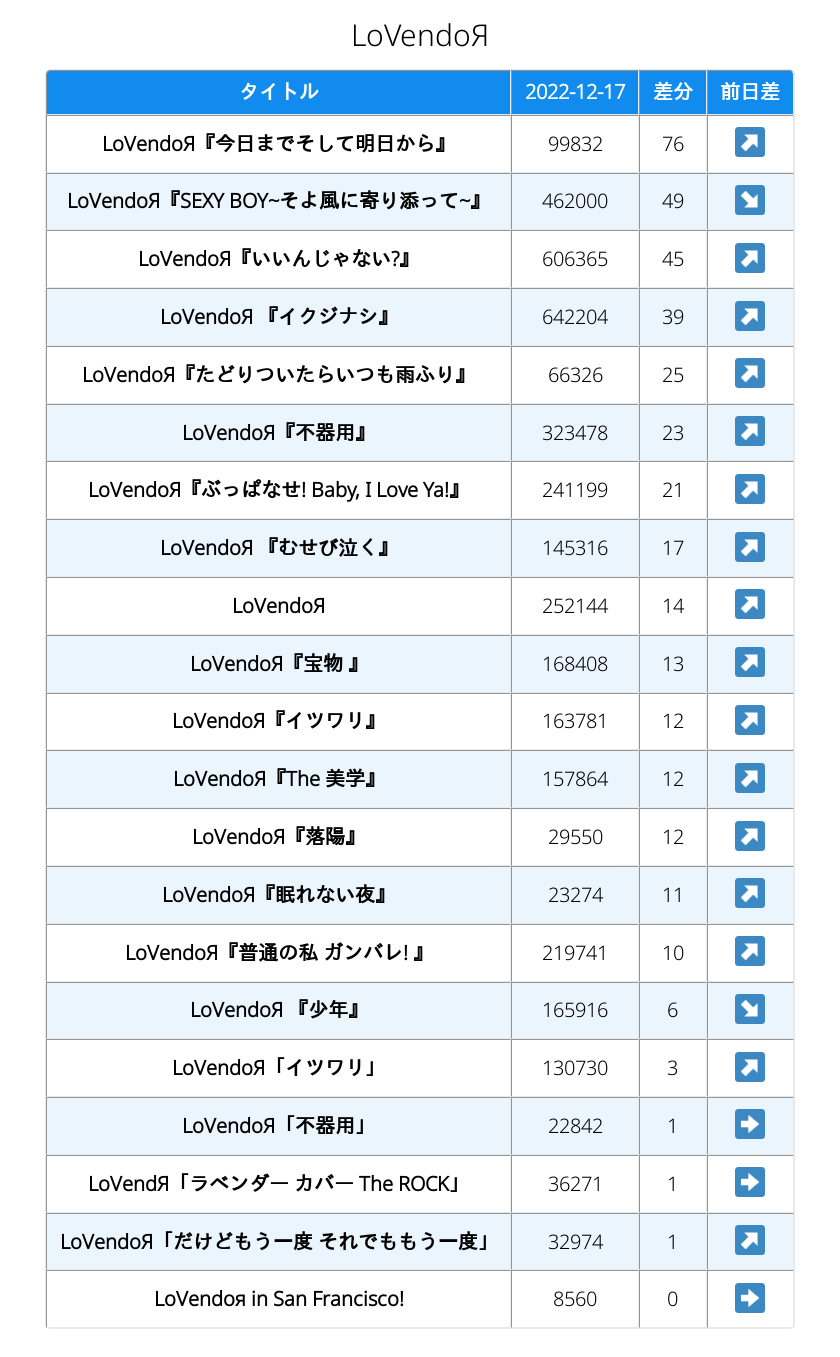 LoVendoЯ
タイトル 2022-12-17 差分 前日差
LoVendoЯ『今日までそして明日から』 99832 76
LoVendoЯ『SEXY BOY~そよ風に寄り添って~』 462000 49
LoVendoЯ『いいんじゃない?』 606365 45
LoVendoЯ 『イクジナシ』 642204 39
LoVendoЯ『たどりついたらいつも雨ふり』 66326 25
LoVendoЯ『不器用』 323478 23
LoVendoЯ『ぶっぱなせ! Baby, I Love Ya!』 241199 21
LoVendoЯ 『むせび泣く』 145316 17
LoVendoЯ 252144 14
LoVendoЯ『宝物 』 168408 13
LoVendoЯ『イツワリ』 163781 12
LoVendoЯ『The 美学』 157864 12
LoVendoЯ『落陽』 29550 12
LoVendoЯ『眠れない夜』 23274 11
LoVendoЯ『普通の私 ガンバレ! 』 219741 10
LoVendoЯ 『少年』 165916 6
LoVendoЯ「イツワリ」 130730 3
LoVendoЯ「不器用」 22842 1
LoVendЯ「ラベンダー カバー The ROCK」 36271 1
LoVendoЯ「だけどもう一度 それでももう一度」 32974 1
LoVendoя in San Francisco! 8560 0